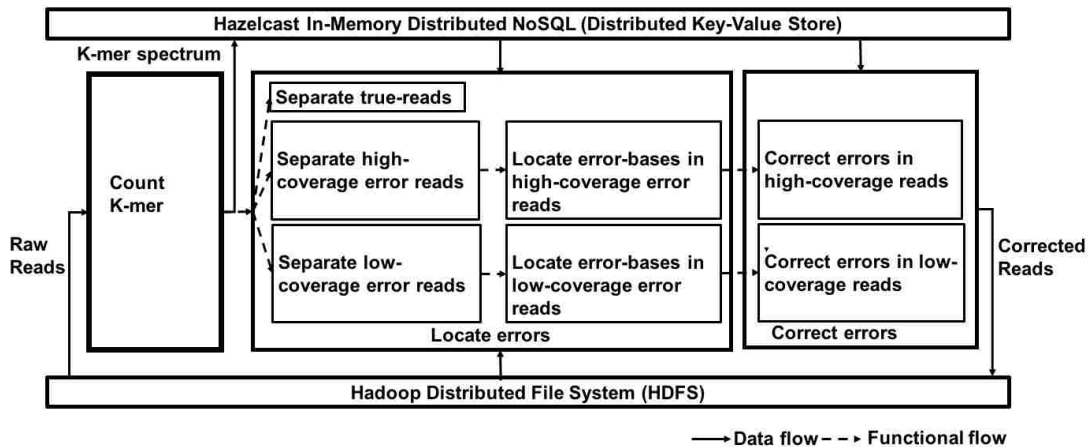 Hazelcast In-Memory Distributed NoSQL (Distributed Key-Value Store)
K-mer spectrum
Count
K-mer
Raw
Reads
Separate true-reads
Separate high-
coverage error reads
Locate error-bases in
high-coverage error
reads
Correct errors in
high-coverage reads
Separate low-
coverage error reads
Locate error-bases in
low-coverage error
reads
Correct errors in low-
coverage reads
Locate errors
Correct errors
Corrected
Reads
Hadoop Distributed File System (HDFS)
Data flow
Functional flow